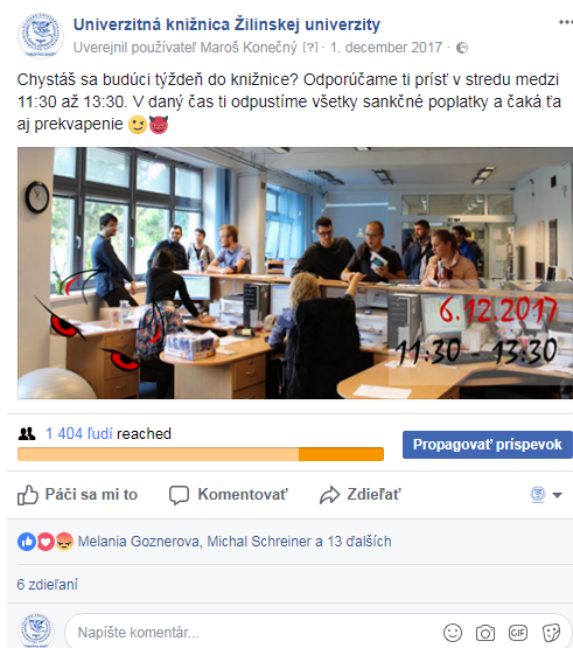 Univerzitná knižnica Žilinskej univerzity
Uverejnil používateľ Maroš Konečný [?] · 1. december 2017 ·
Chystáš sa budúci týždeň do knižnice? Odporúčame ti prísť v stredu medzi
11:30 až 13:30. V daný čas ti odpustíme všetky sankčné poplatky a čaká ťa
aj prekvapenie
6.12.2017
11:30 - 13:30
1 404 ľudí reached
Propagovať príspevok
Páči sa mi to Komentovať Zdieľať
Melania Goznerova, Michal Schreiner a 13 ďalších
6 zdieľaní
Napíšte komentár...
GIF